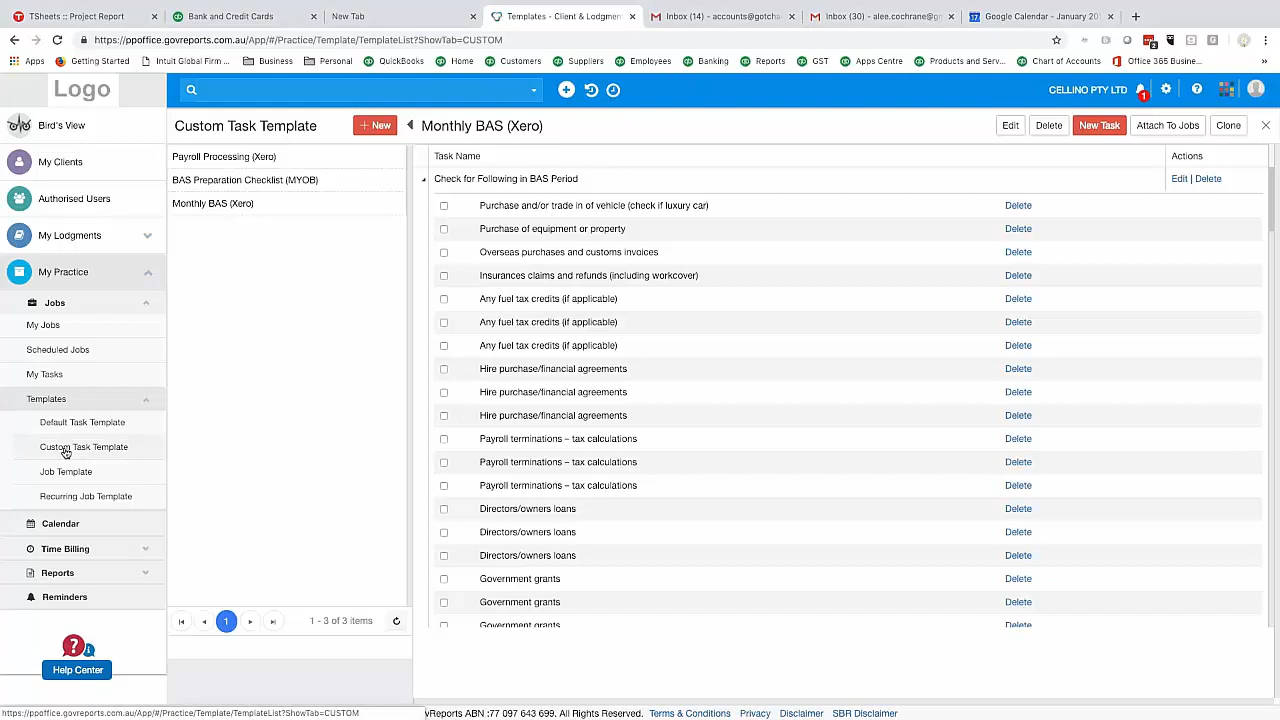 TSheets :: Project Report
Bank and Credit Cards
New Tab
Templates - Client & Lodgmen
Inbox (14) - accounts@gotcha
Inbox (30) - alee.cochrane@gm
Google Calendar - January 20
https://ppoffice.govreports.com.au/App/#/Practice/Template/TemplateList?ShowTab=CUSTOM
Apps
Getting Started
Intuit Global Firm ...
Business
Personal
QuickBooks
Home
Customers
Suppliers
Employees
Banking
Reports
GST
Apps Centre
Products and Serv...
Chart of Accounts
Office 365 Busine...
Logo
CELLINO PTY LTD
1
Bird's View
My Clients
Authorised Users
My Lodgments
My Practice
Jobs
My Jobs
Scheduled Jobs
My Tasks
Templates
Default Task Template
Custom Task Template
Job Template
Recurring Job Template
Calendar
Time Billing
Reports
Reminders
Help Center
Custom Task Template
+ New
Payroll Processing (Xero)
BAS Preparation Checklist (MYOB)
Monthly BAS (Xero)
1
1 - 3 of 3 items
Monthly BAS (Xero)
Edit
Delete
New Task
Attach To Jobs
Clone
Task Name
Actions
Check for Following in BAS Period
Edit | Delete
Purchase and/or trade in of vehicle (check if luxury car) Delete
Purchase of equipment or property Delete
Overseas purchases and customs invoices Delete
Insurances claims and refunds (including workcover) Delete
Any fuel tax credits (if applicable) Delete
Any fuel tax credits (if applicable) Delete
Any fuel tax credits (if applicable) Delete
Hire purchase/financial agreements Delete
Hire purchase/financial agreements Delete
Hire purchase/financial agreements Delete
Payroll terminations – tax calculations Delete
Payroll terminations – tax calculations Delete
Payroll terminations – tax calculations Delete
Directors/owners loans Delete
Directors/owners loans Delete
Directors/owners loans Delete
Government grants Delete
Government grants Delete
Government grants Delete
https://ppoffice.govreports.com.au/App/#/Practice/Template/TemplateList?ShowTab=CUSTOM
vReports ABN :77 097 643 699. All Rights Reserved.
Terms & Conditions
Privacy
Disclaimer
SBR Disclaimer